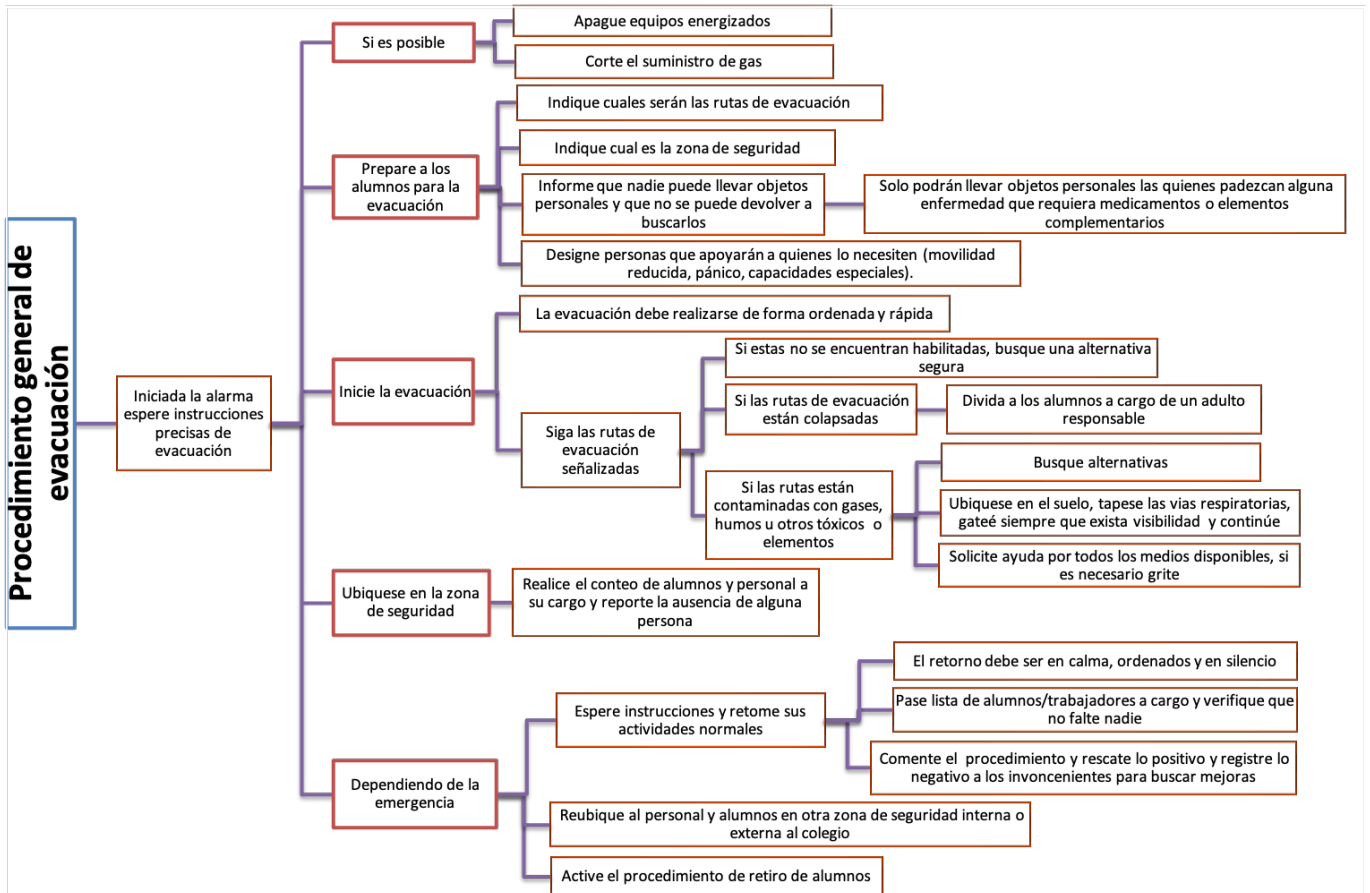 Procedimiento general de
evacuación
Iniciada la alarma
espere instrucciones
precisas de
evacuación
Si es posible
Apague equipos energizados
Corte el suministro de gas
Prepare a los
alumnos para la
evacuación
Indique cuales serán las rutas de evacuación
Indique cual es la zona de seguridad
Informe que nadie puede llevar objetos
personales y que no se puede devolver a
buscarlos
Solo podrán llevar objetos personales las quienes padezcan alguna
enfermedad que requiera medicamentos o elementos
complementarios
Designe personas que apoyarán a quienes lo necesiten (movilidad
reducida, pánico, capacidades especiales).
Inicie la evacuación
La evacuación debe realizarse de forma ordenada y rápida
Siga las rutas de
evacuación
señalizadas
Si estas no se encuentran habilitadas, busque una alternativa
segura
Si las rutas de evacuación
están colapsadas
Divida a los alumnos a cargo de un adulto
responsable
Si las rutas están
contaminadas con gases,
humos u otros tóxicos o
elementos
Busque alternativas
Ubiquese en el suelo, tapese las vias respiratorias,
gateé siempre que exista visibilidad y continúe
Solicite ayuda por todos los medios disponibles, si
es necesario grite
Ubiquese en la zona
de seguridad
Realice el conteo de alumnos y personal a
su cargo y reporte la ausencia de alguna
persona
Dependiendo de la
emergencia
Espere instrucciones y retome sus
actividades normales
El retorno debe ser en calma, ordenados y en silencio
Pase lista de alumnos/trabajadores a cargo y verifique que
no falte nadie
Comente el procedimiento y rescate lo positivo y registre lo
negativo a los invoncenientes para buscar mejoras
Reubique al personal y alumnos en otra zona de seguridad interna o
externa al colegio
Active el procedimiento de retiro de alumnos